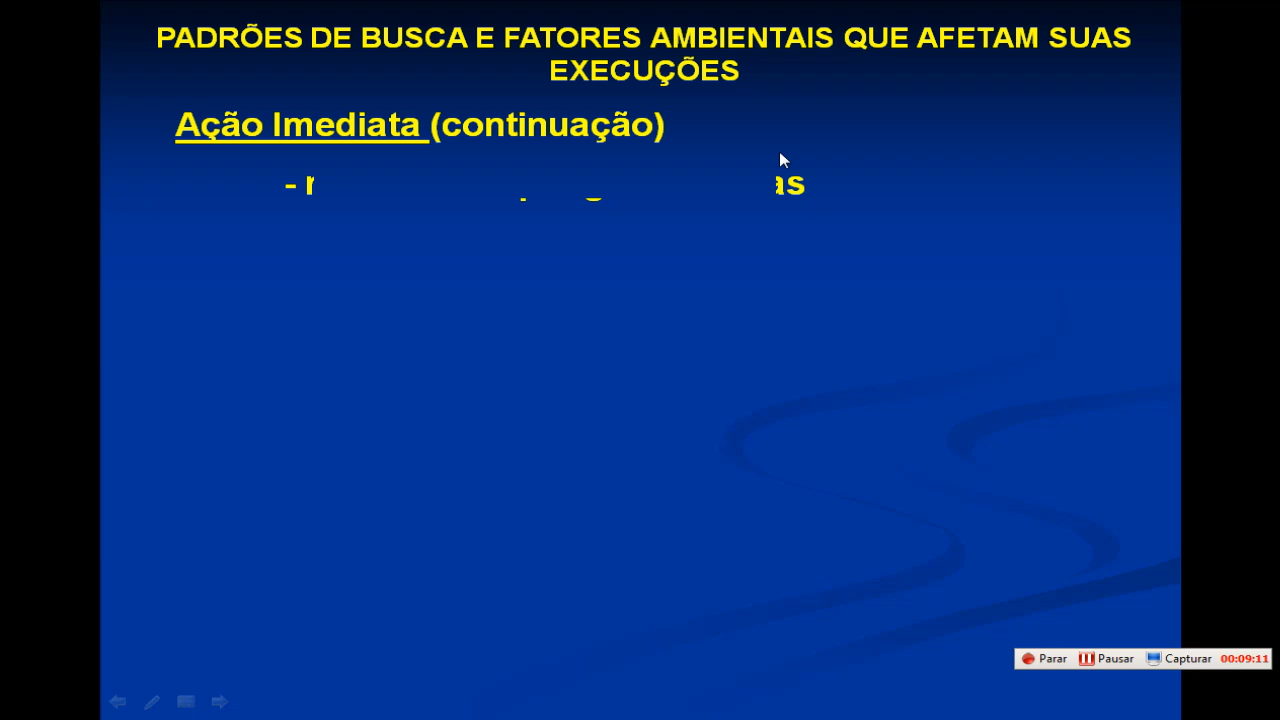 PADRÕES DE BUSCA E FATORES AMBIENTAIS QUE AFETAM SUAS
EXECUÇÕES
Ação Imediata (continuação)
Parar Pausar Capturar 00:09:11